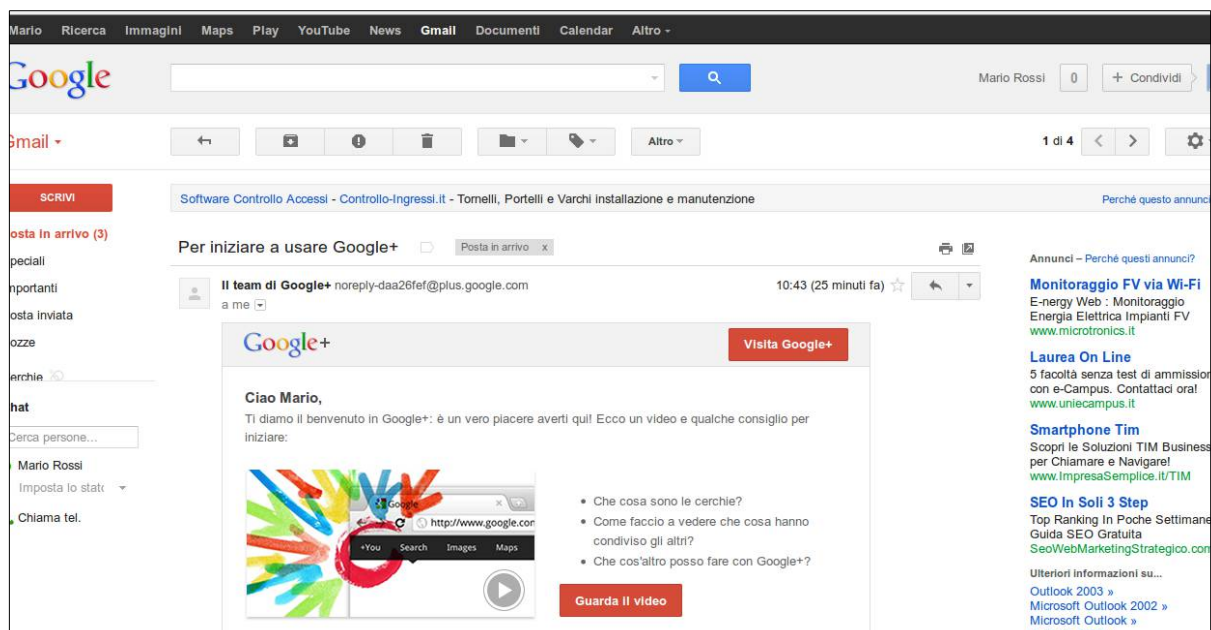 Mario Ricerca Immagini Maps Play YouTube News Gmail Documenti Calendar Altro
Google
Mario Rossi 0 + Condividi
Gmail
Altro
1 di 4
SCRIVI
Software Controllo Accessi - Controllo-Ingressi.it - Tornelli, Portelli e Varchi installazione e manutenzione
Perché questo annunci
osta in arrivo (3)
peciali
mportanti
osta inviata
ozze
erchie
hat
Cerca persone...
Mario Rossi
Imposta lo stato
Chiama tel.
Per iniziare a usare Google+
Posta in arrivo x
Il team di Google+ noreply-daa26fef@plus.google.com
10:43 (25 minuti fa)
a me
Google+
Visita Google+
Ciao Mario,
Ti diamo il benvenuto in Google+: è un vero piacere averti qui! Ecco un video e qualche consiglio per
iniziare:
Google
http://www.google.com
+You Search Images Maps
Che cosa sono le cerchie?
Come faccio a vedere che cosa hanno
condiviso gli altri?
Che cos'altro posso fare con Google+?
Guarda il video
Annunci – Perché questi annunci?
Monitoraggio FV via Wi-Fi
E-nergy Web : Monitoraggio
Energia Elettrica Impianti FV
www.microtronics.it
Laurea On Line
5 facoltà senza test di ammission
con e-Campus. Contattaci ora!
www.uniecampus.it
Smartphone Tim
Scopri le Soluzioni TIM Business
per Chiamare e Navigare!
www.ImpresaSemplice.it/TIM
SEO In Soli 3 Step
Top Ranking In Poche Settimane
Guida SEO Gratuita
SeoWebMarketingStrategico.com
Ulteriori informazioni su...
Outlook 2003 »
Microsoft Outlook 2002 »
Microsoft Outlook »